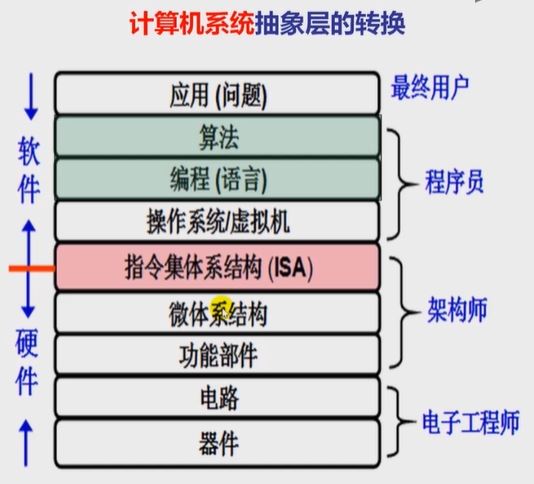 计算机系统抽象层的转换
应用 (问题)
最终用户
算法
编程 (语言)
程序员
操作系统/虚拟机
软件
指令集体系结构 (ISA)
微体系结构
架构师
功能部件
硬件
电路
电子工程师
器件